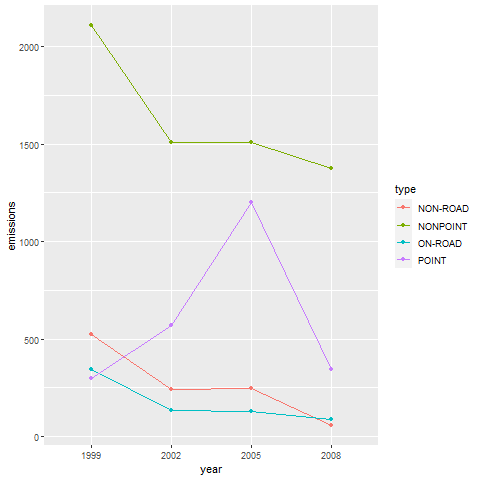 emissions
2000
1500
1000
500
0
1999 2002 2005 2008
year
type
NON-ROAD
NONPOINT
ON-ROAD
POINT